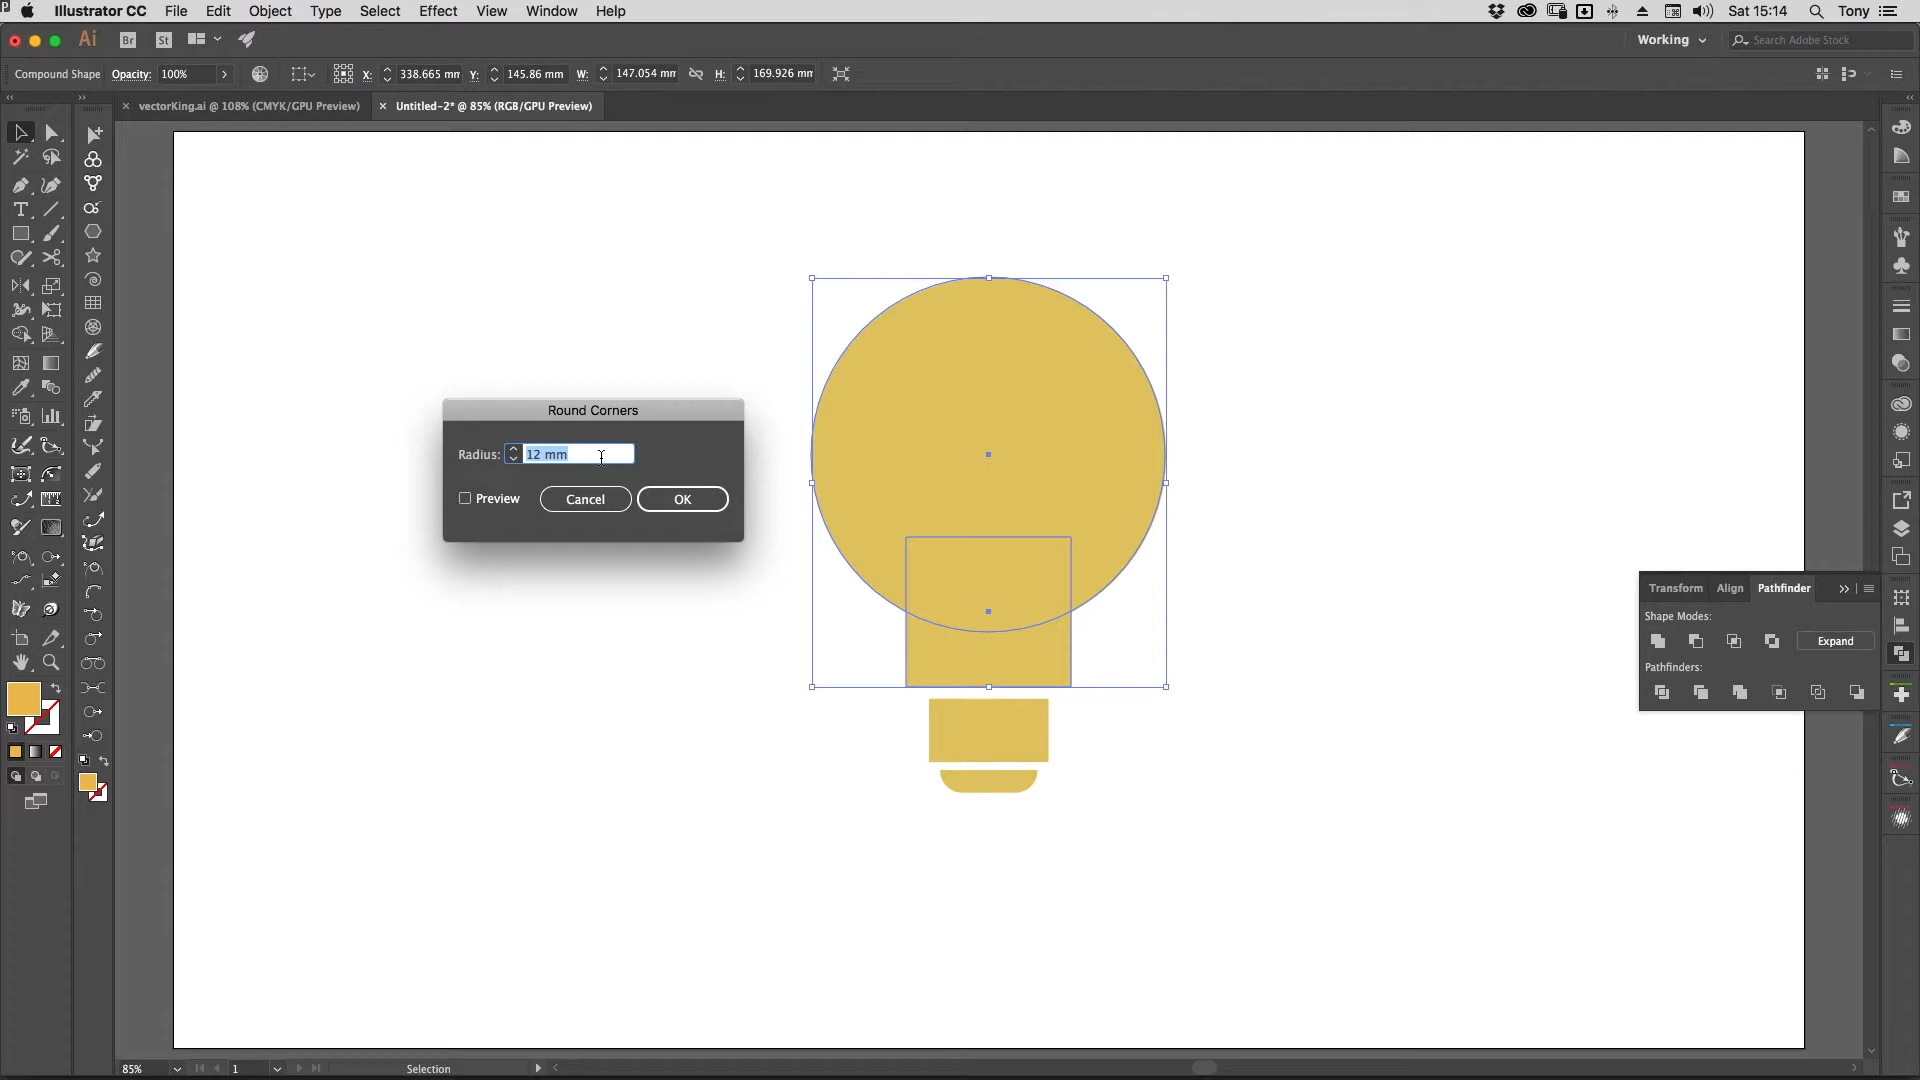 Illustrator CC File Edit Object Type Select Effect View Window Help Sat 15:14 Tony
Ai Br St Working Search Adobe Stock
Compound Shape Opacity: 100% X: 338.665 mm Y: 145.86 mm W: 147.054 mm H: 169.926 mm
vectorKing.ai @ 108% (CMYK/GPU Preview) Untitled-2* @ 85% (RGB/GPU Preview)
Round Corners
Radius: 12 mm
Preview Cancel OK
Transform Align Pathfinder
Shape Modes:
Expand
Pathfinders:
85% 1 Selection